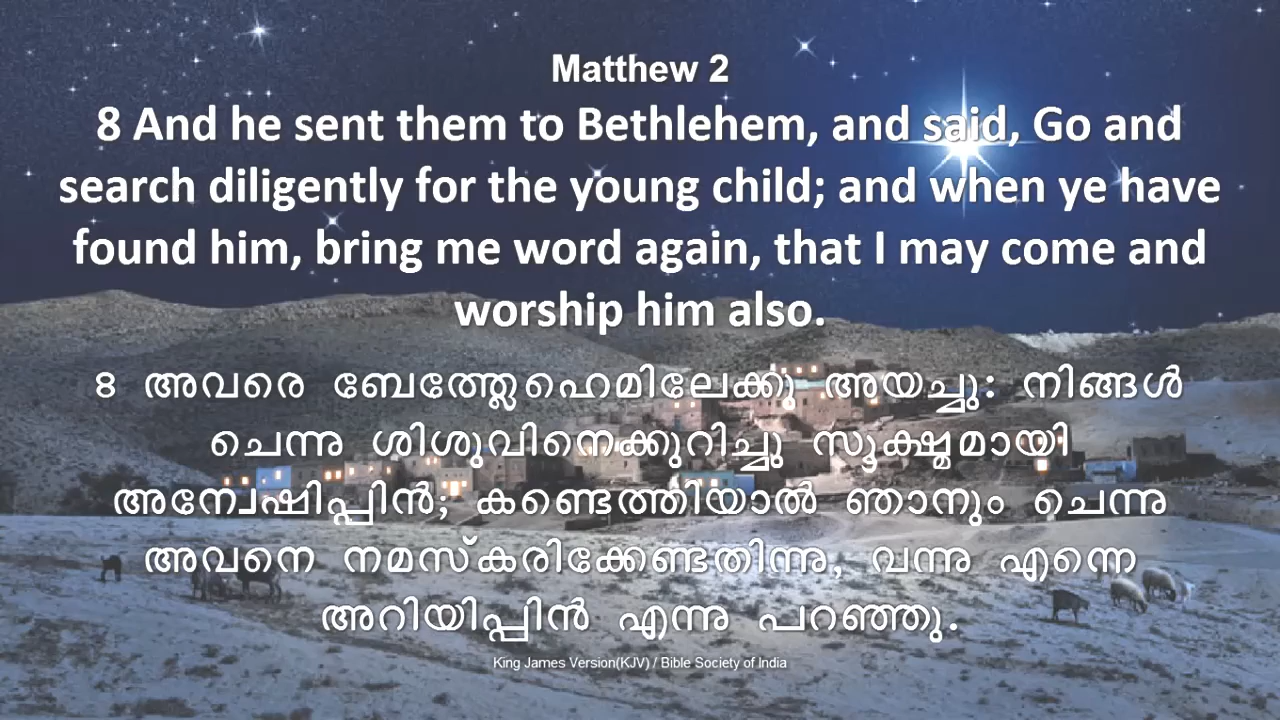 Matthew 2
8 And he sent them to Bethlehem, and said, Go and
search diligently for the young child; and when ye have
found him, bring me word again, that I may come and
worship him also.
8 അവരെ ബേത്ത്ലേഹെമിലേക്കു അയച്ചു: നിങ്ങൾ
ചെന്നു ശിശുവിനെക്കുറിച്ചു സൂക്ഷ്മമായി
അന്വേഷിപ്പിൻ; കണ്ടെത്തിയാൽ ഞാനും ചെന്നു
അവനെ നമസ്കരിക്കേണ്ടതിന്നു, വന്നു എന്നെ
അറിയിപ്പിൻ എന്നു പറഞ്ഞു.
King James Version(KJV) / Bible Society of India